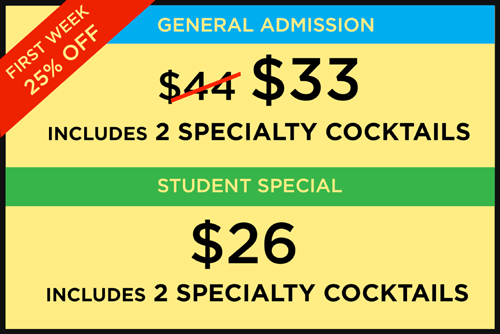 FIRST WEEK
25% OFF
GENERAL ADMISSION
$44 $33
INCLUDES 2 SPECIALTY COCKTAILS
STUDENT SPECIAL
$26
INCLUDES 2 SPECIALTY COCKTAILS